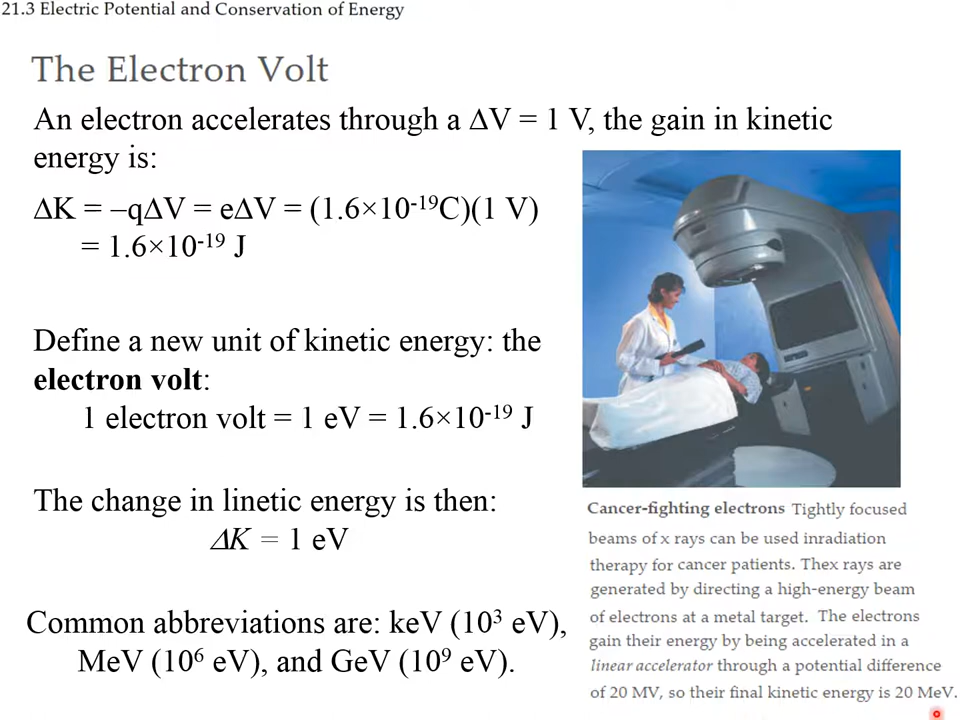 21.3 Electric Potential and Conservation of Energy
The Electron Volt
An electron accelerates through a ΔV = 1 V, the gain in kinetic
energy is:
ΔK = –qΔV = eΔV = (1.6×10⁻¹⁹C)(1 V)
= 1.6×10⁻¹⁹ J
Define a new unit of kinetic energy: the
electron volt:
1 electron volt = 1 eV = 1.6×10⁻¹⁹ J
The change in linetic energy is then:
ΔK = 1 eV
Common abbreviations are: keV (10³ eV),
MeV (10⁶ eV), and GeV (10⁹ eV).
Cancer-fighting electrons Tightly focused
beams of x rays can be used inradiation
therapy for cancer patients. Thex rays are
generated by directing a high-energy beam
of electrons at a metal target. The electrons
gain their energy by being accelerated in a
linear accelerator through a potential difference
of 20 MV, so their final kinetic energy is 20 MeV.